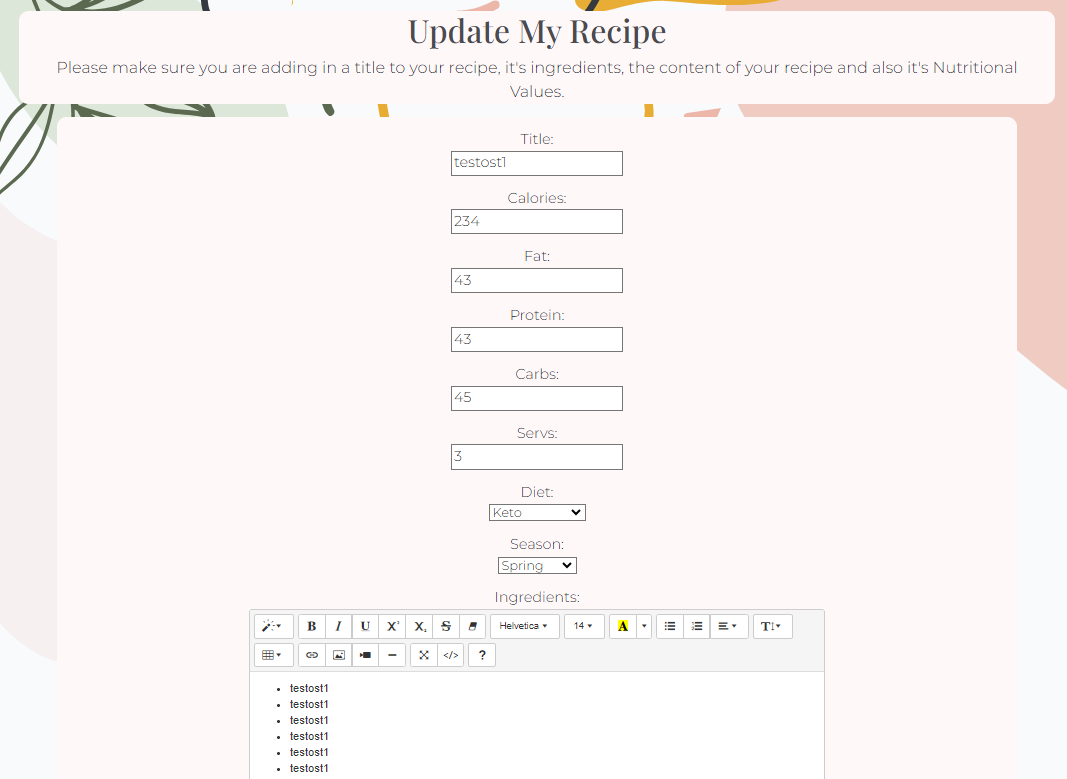 Update My Recipe
Please make sure you are adding in a title to your recipe, it's ingredients, the content of your recipe and also it's Nutritional
Values.
Title:
testost1
Calories:
234
Fat:
43
Protein:
43
Carbs:
45
Servs:
3
Diet:
Keto
Season:
Spring
Ingredients:
B I U X² X₂ S Helvetica 14 A T
</> ?
testost1
testost1
testost1
testost1
testost1
testost1